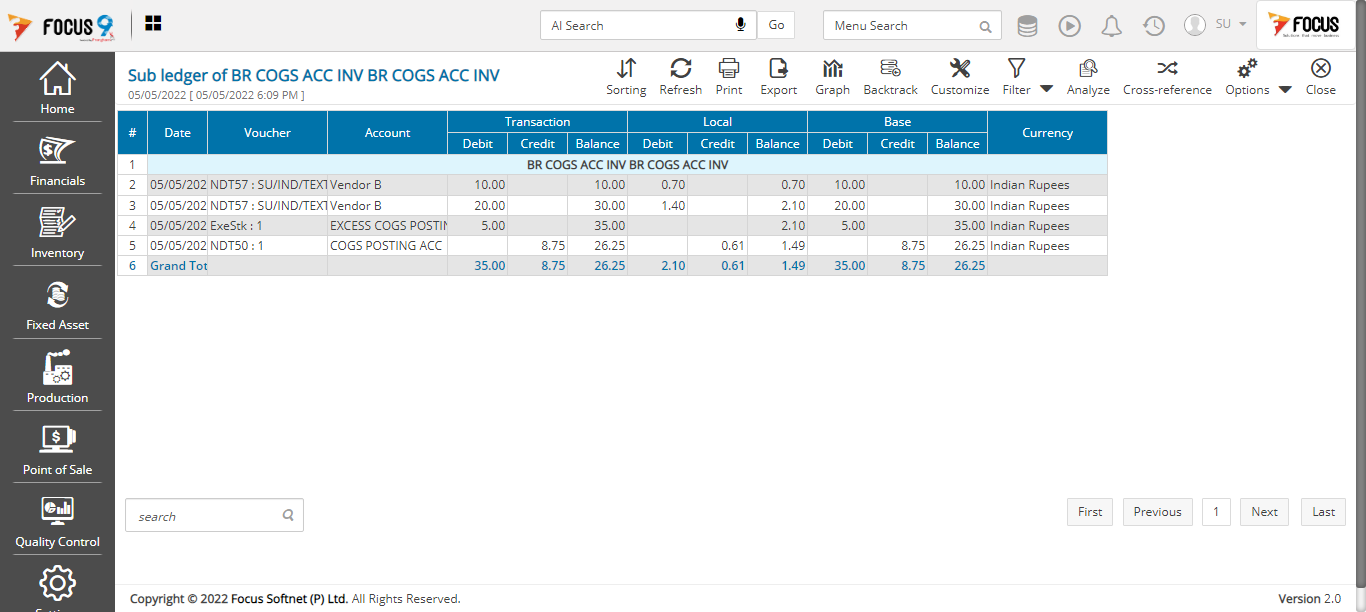 FOCUS 9
AI Search Go Menu Search SU FOCUS
Home
Financials
Inventory
Fixed Asset
Production
Point of Sale
Quality Control
Sub ledger of BR COGS ACC INV BR COGS ACC INV
05/05/2022 [ 05/05/2022 6:09 PM ]
Sorting Refresh Print Export Graph Backtrack Customize Filter Analyze Cross-reference Options Close
# Date Voucher Account Transaction Local Base Currency
Debit Credit Balance Debit Credit Balance Debit Credit Balance
1 BR COGS ACC INV BR COGS ACC INV
2 05/05/202 NDT57 : SU/IND/TEXT Vendor B 10.00 10.00 0.70 0.70 10.00 10.00 Indian Rupees
3 05/05/202 NDT57 : SU/IND/TEXT Vendor B 20.00 30.00 1.40 2.10 20.00 30.00 Indian Rupees
4 05/05/202 ExeStk : 1 EXCESS COGS POSTIN 5.00 35.00 2.10 5.00 35.00 Indian Rupees
5 05/05/202 NDT50 : 1 COGS POSTING ACC 8.75 26.25 0.61 1.49 8.75 26.25 Indian Rupees
6 Grand Tot 35.00 8.75 26.25 2.10 0.61 1.49 35.00 8.75 26.25
search
First Previous 1 Next Last
Copyright © 2022 Focus Softnet (P) Ltd. All Rights Reserved.
Version 2.0